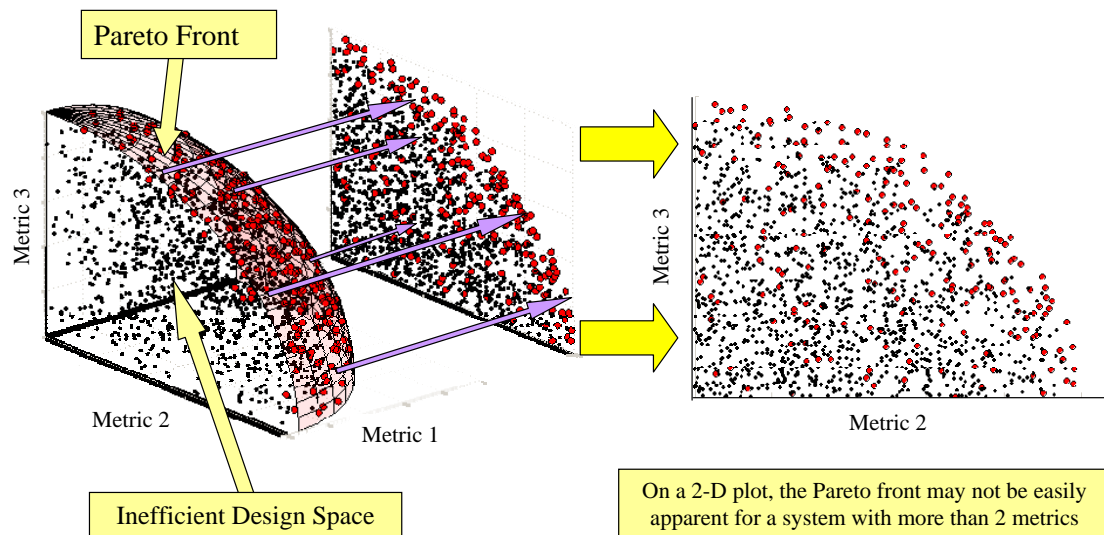 Pareto Front
Metric 3
Metric 2
Metric 1
Inefficient Design Space
Metric 3
Metric 2
On a 2-D plot, the Pareto front may not be easily
apparent for a system with more than 2 metrics